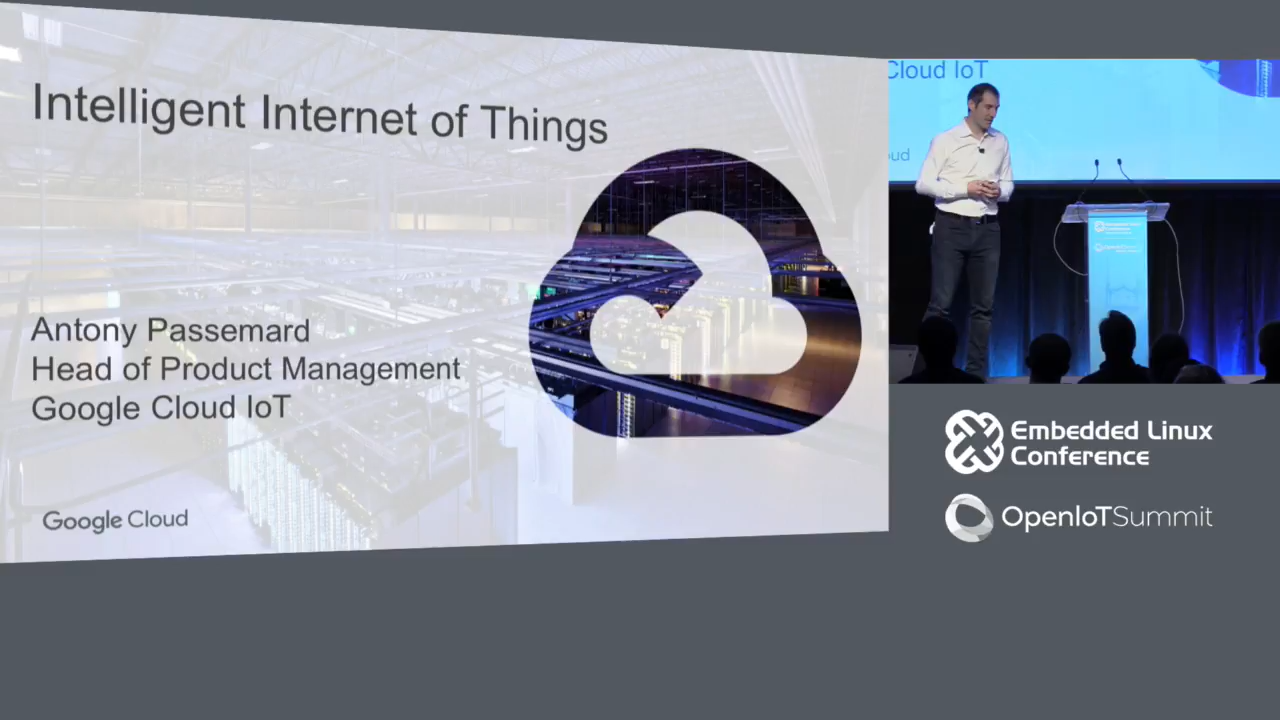 Intelligent Internet of Things
Antony Passemard
Head of Product Management
Google Cloud IoT
Google Cloud
Cloud IoT
oud
Embedded Linux
Conference
OpenIoTSummit